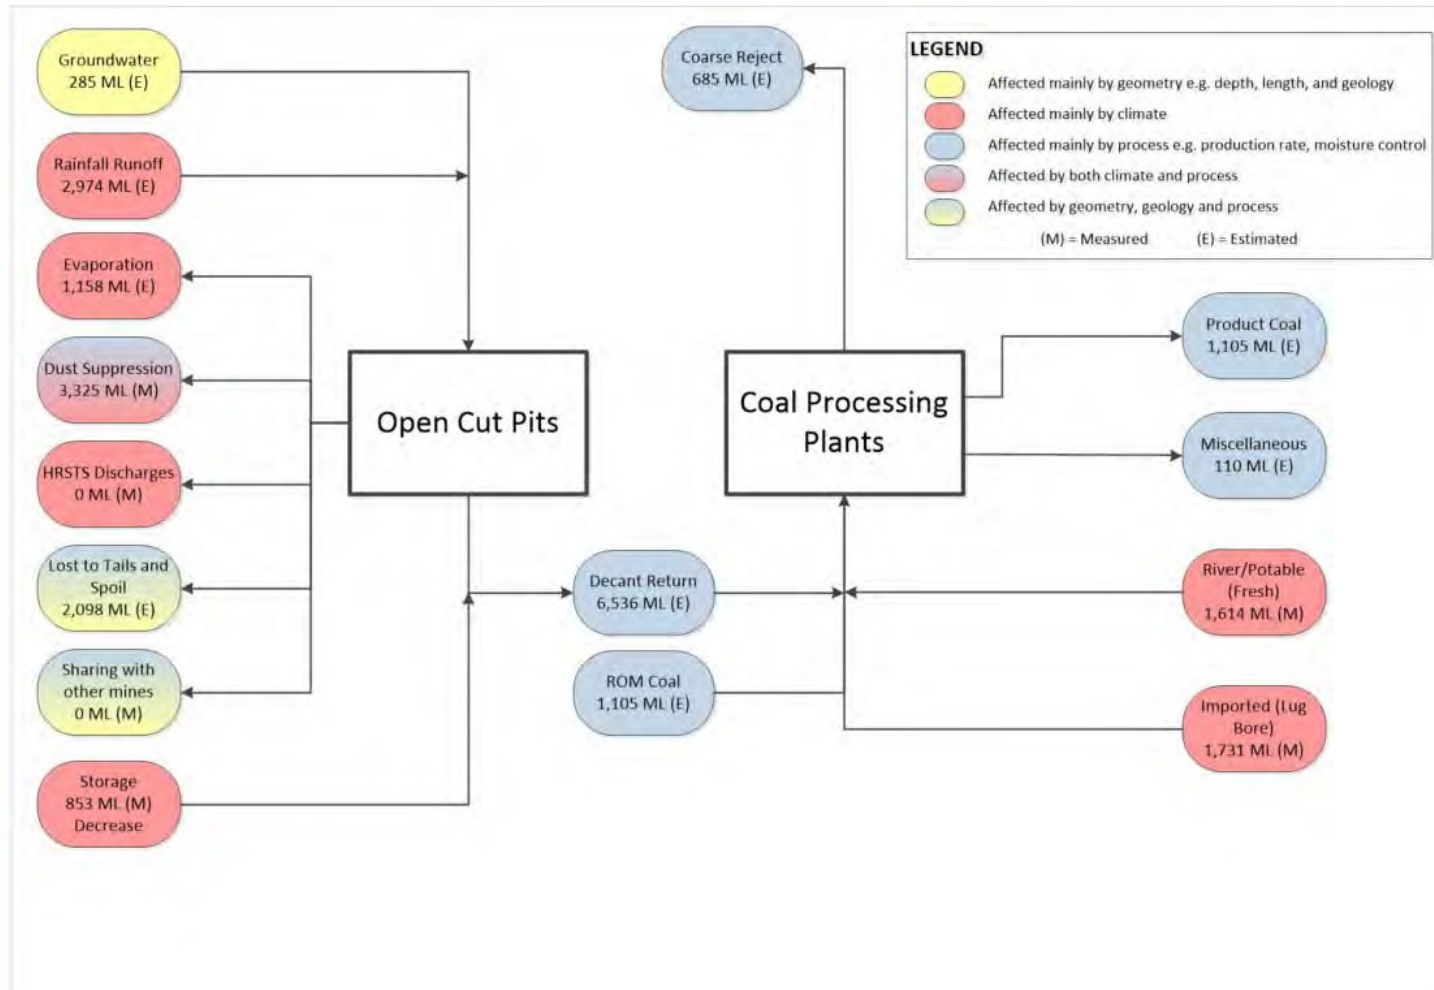 Groundwater
285 ML (E)
Rainfall Runoff
2,974 ML (E)
Evaporation
1,158 ML (E)
Dust Suppression
3,325 ML (M)
HRSTS Discharges
0 ML (M)
Lost to Tails and
Spoil
2,098 ML (E)
Sharing with
other mines
0 ML (M)
Storage
853 ML (M)
Decrease
Open Cut Pits
Decant Return
6,536 ML (E)
ROM Coal
1,105 ML (E)
Coarse Reject
685 ML (E)
Coal Processing
Plants
LEGEND
Affected mainly by geometry e.g. depth, length, and geology
Affected mainly by climate
Affected mainly by process e.g. production rate, moisture control
Affected by both climate and process
Affected by geometry, geology and process
(M) = Measured (E) = Estimated
Product Coal
1,105 ML (E)
Miscellaneous
110 ML (E)
River/Potable
(Fresh)
1,614 ML (M)
Imported (Lug
Bore)
1,731 ML (M)